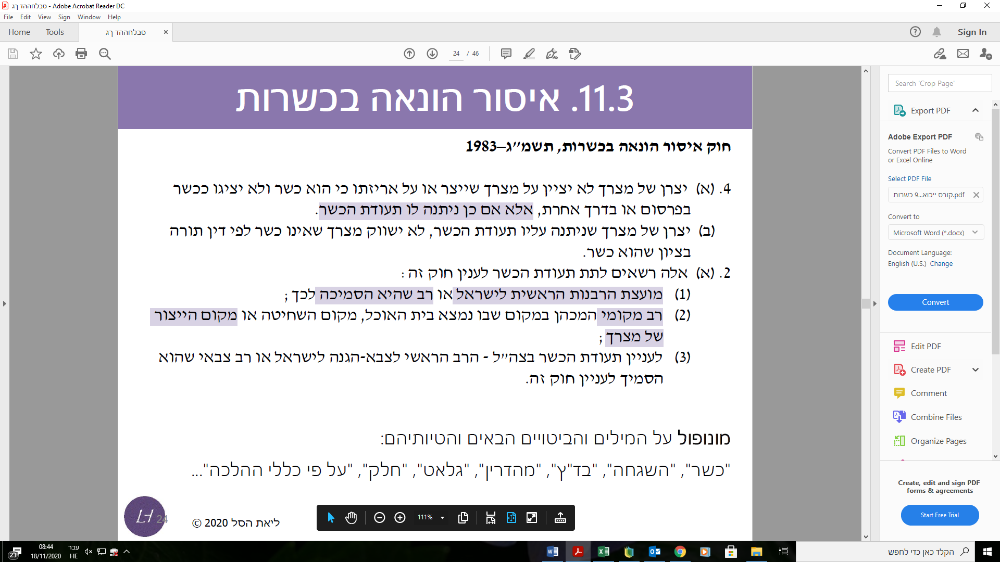 סבלחההד ךג - Adobe Acrobat Reader DC
File Edit View Sign Window Help
Home Tools סבלחההד ךג Sign In
24 / 46
11.3. איסור הונאה בכשרות
חוק איסור הונאה בכשרות, תשמ״ג–1983
4. (א) יצרן של מצרך לא יציין על מצרך שייצר או על אריזתו כי הוא כשר ולא יציגו ככשר
בפרסום או בדרך אחרת, אלא אם כן ניתנה לו תעודת הכשר.
(ב) יצרן של מצרך שניתנה עליו תעודת הכשר, לא ישווק מצרך שאינו כשר לפי דין תורה
בציון שהוא כשר.
2. (א) אלה רשאים לתת תעודת הכשר לענין חוק זה:
(1) מועצת הרבנות הראשית לישראל או רב שהיא הסמיכה לכך;
(2) רב מקומי המכהן במקום שבו נמצא בית האוכל, מקום השחיטה או מקום הייצור
של מצרך;
(3) לעניין תעודת הכשר בצה״ל - הרב הראשי לצבא-הגנה לישראל או רב צבאי שהוא
הסמיך לעניין חוק זה.
מונופול על המילים והביטויים הבאים והטיותיהם:
"כשר", "השגחה", "בד"ץ", "מהדרין", "גלאט", "חלק", "על פי כללי ההלכה"...
LH 24
ליאת הסל 2020 ©
111%
Search 'Crop Page'
Export PDF
Adobe Export PDF
Convert PDF Files to Word
or Excel Online
Select PDF File
קורס ייבוא...9 כשרות.pdf
Convert to
Microsoft Word (*.docx)
Document Language:
English (U.S.) Change
Convert
Edit PDF
Create PDF
Comment
Combine Files
Organize Pages
Create, edit and sign PDF
forms & agreements
Start Free Trial
23
08:44
18/11/2020
עבר
HE
הקלד כאן כדי לחפש